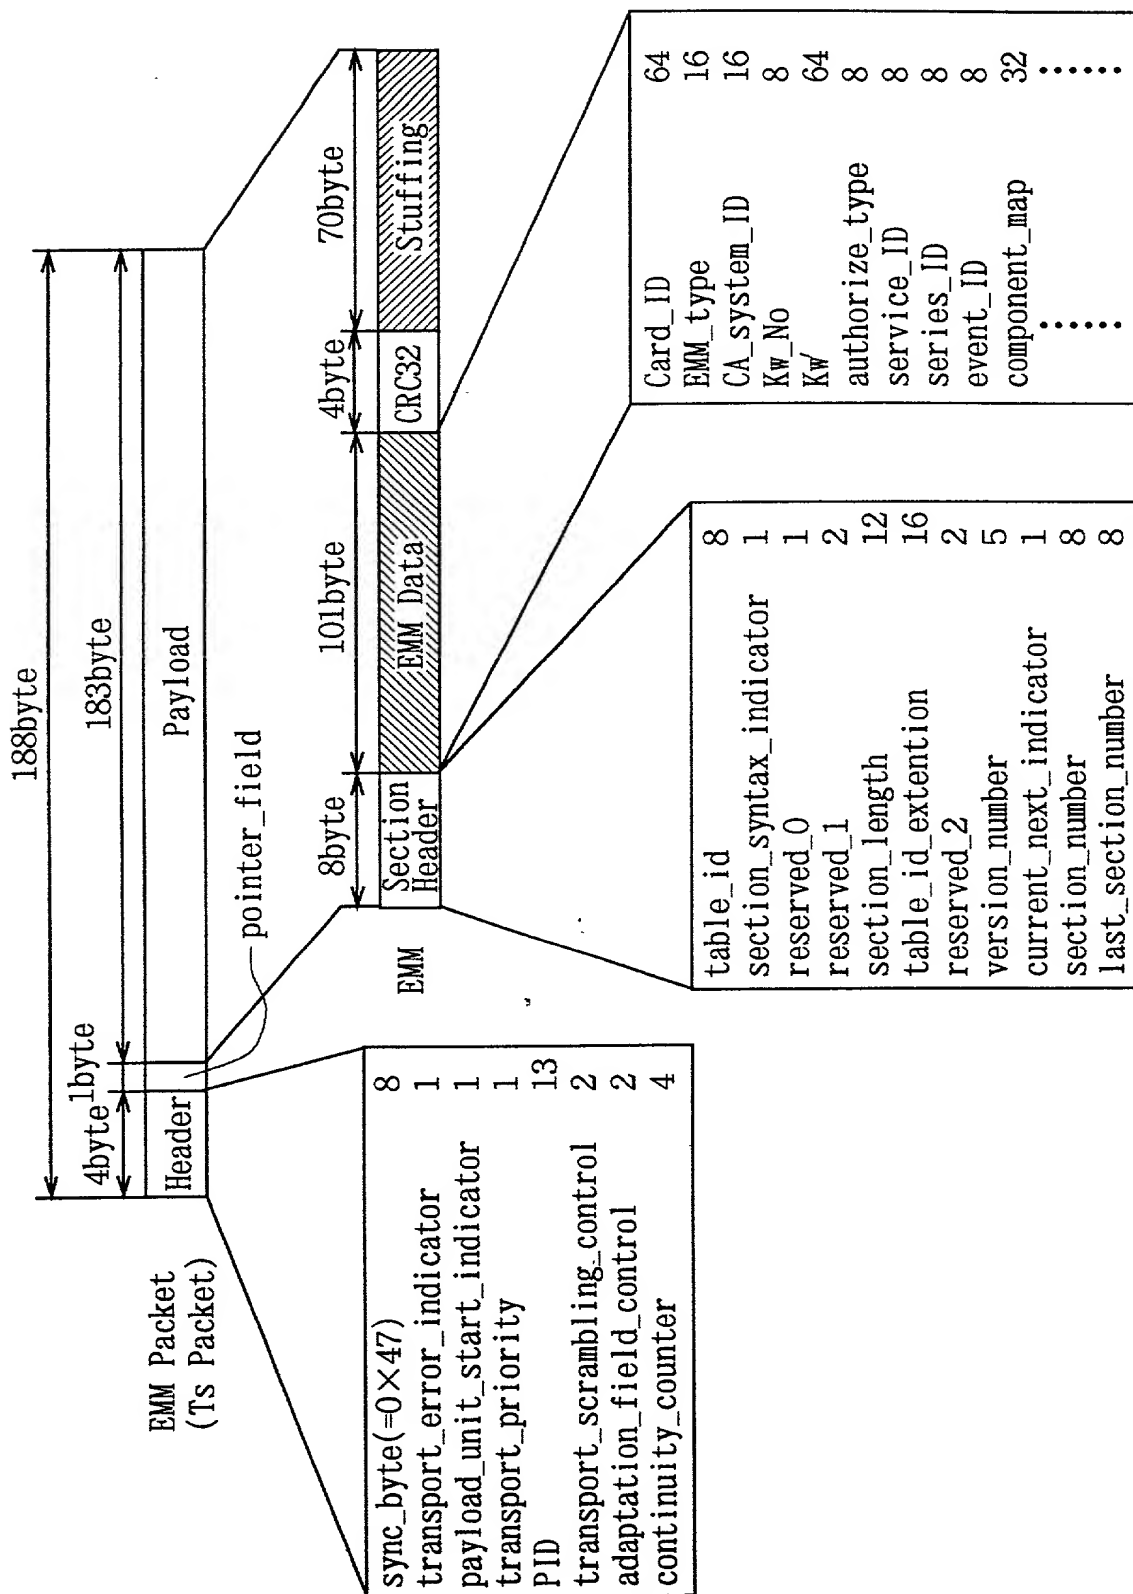 188byte
4byte 1byte 183byte
EMM Packet
(Ts Packet)
Header Payload
pointer_field
8byte 101byte 4byte 70byte
EMM
Section
Header
EMM Data
CRC32
Stuffing
sync_byte(=0×47) 8
transport_error_indicator 1
payload_unit_start_indicator 1
transport_priority 1
PID 13
transport_scrambling_control 2
adaptation_field_control 2
continuity_counter 4
table_id 8
section_syntax_indicator 1
reserved_0 1
reserved_1 2
section_length 12
table_id_extention 16
reserved_2 2
version_number 5
current_next_indicator 1
section_number 8
last_section_number 8
Card_ID 64
EMM_type 16
CA_system_ID 16
Kw_No 8
Kw' 64
authorize_type 8
service_ID 8
series_ID 8
event_ID 8
component_map 32
•••••• ••••••